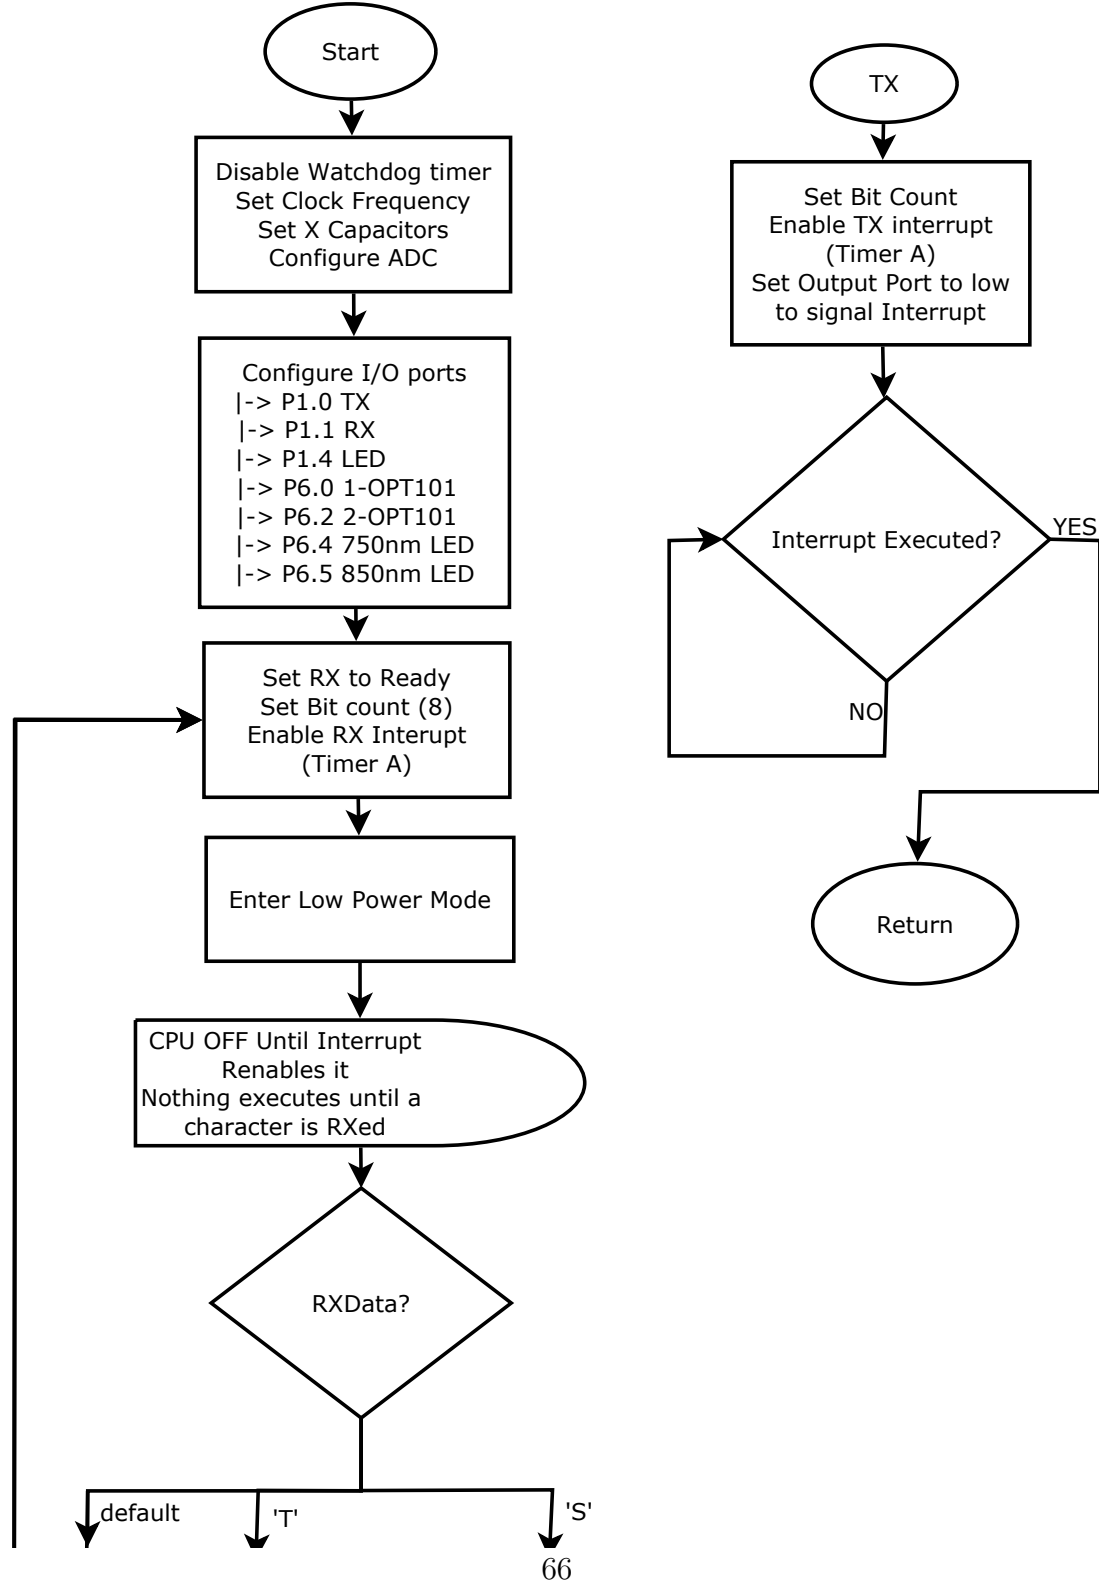 Start
Disable Watchdog timer
Set Clock Frequency
Set X Capacitors
Configure ADC
Configure I/O ports
|-> P1.0 TX
|-> P1.1 RX
|-> P1.4 LED
|-> P6.0 1-OPT101
|-> P6.2 2-OPT101
|-> P6.4 750nm LED
|-> P6.5 850nm LED
Set RX to Ready
Set Bit count (8)
Enable RX Interupt
(Timer A)
Enter Low Power Mode
CPU OFF Until Interrupt
Renables it
Nothing executes until a
character is RXed
RXData?
default
'T'
'S'
TX
Set Bit Count
Enable TX interrupt
(Timer A)
Set Output Port to low
to signal Interrupt
Interrupt Executed?
YES
NO
Return
66